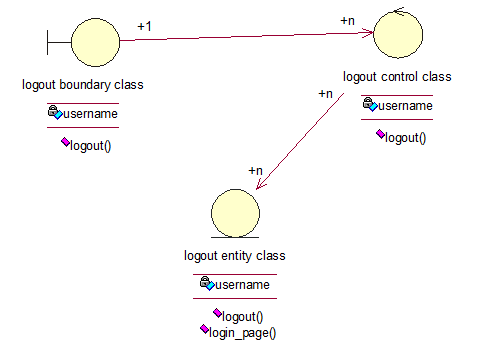 +1
+n
logout boundary class
username
logout()
logout control class
username
logout()
+n
+n
logout entity class
username
logout()
login_page()